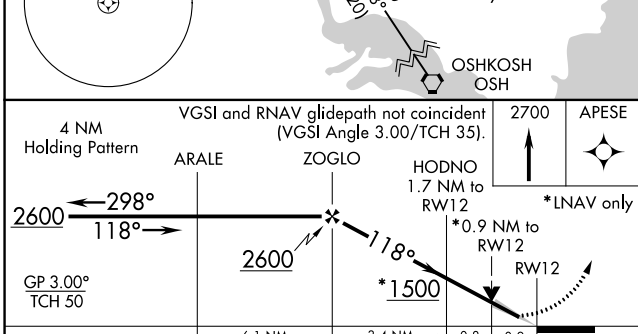 OSHKOSH
OSH
VGSI and RNAV glidepath not coincident
(VGSI Angle 3.00/TCH 35).
2700
APESE
4 NM
Holding Pattern
ARALE
ZOGLO
HODNO
1.7 NM to
RW12
*LNAV only
*0.9 NM to
RW12
RW12
2600
298°
118°
2600
118°
*1500
GP 3.00°
TCH 50